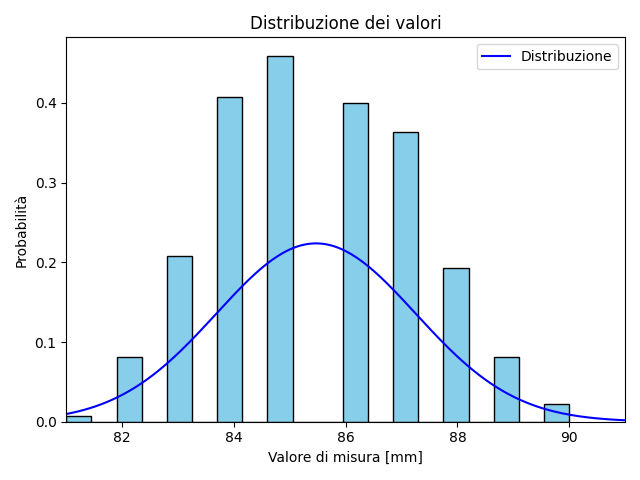 Distribuzione dei valori
Distribuzione
Probabilità
0.4
0.3
0.2
0.1
0.0
82 84 86 88 90
Valore di misura [mm]